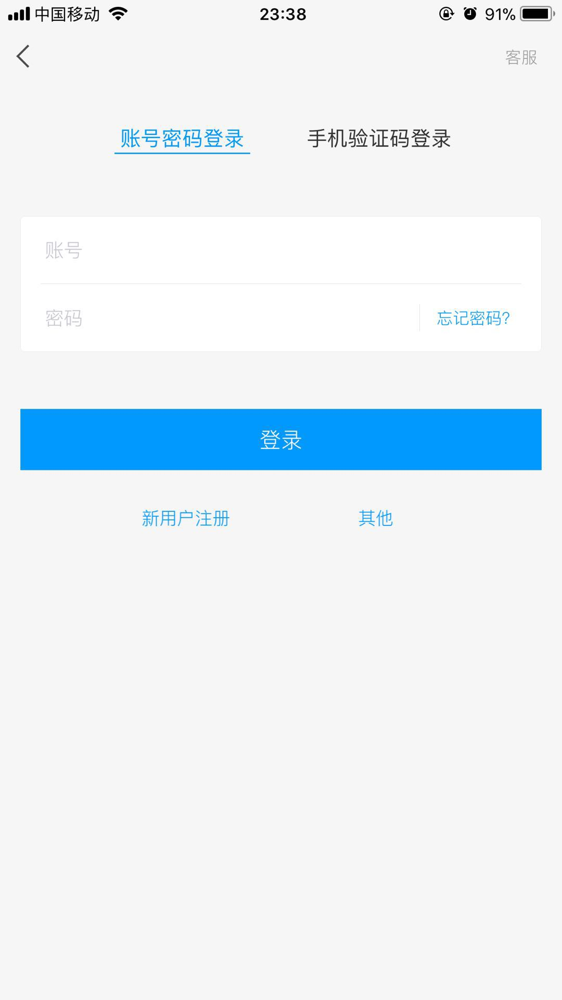 中国移动 23:38 91%
客服
账号密码登录 手机验证码登录
账号
密码 忘记密码?
登录
新用户注册 其他